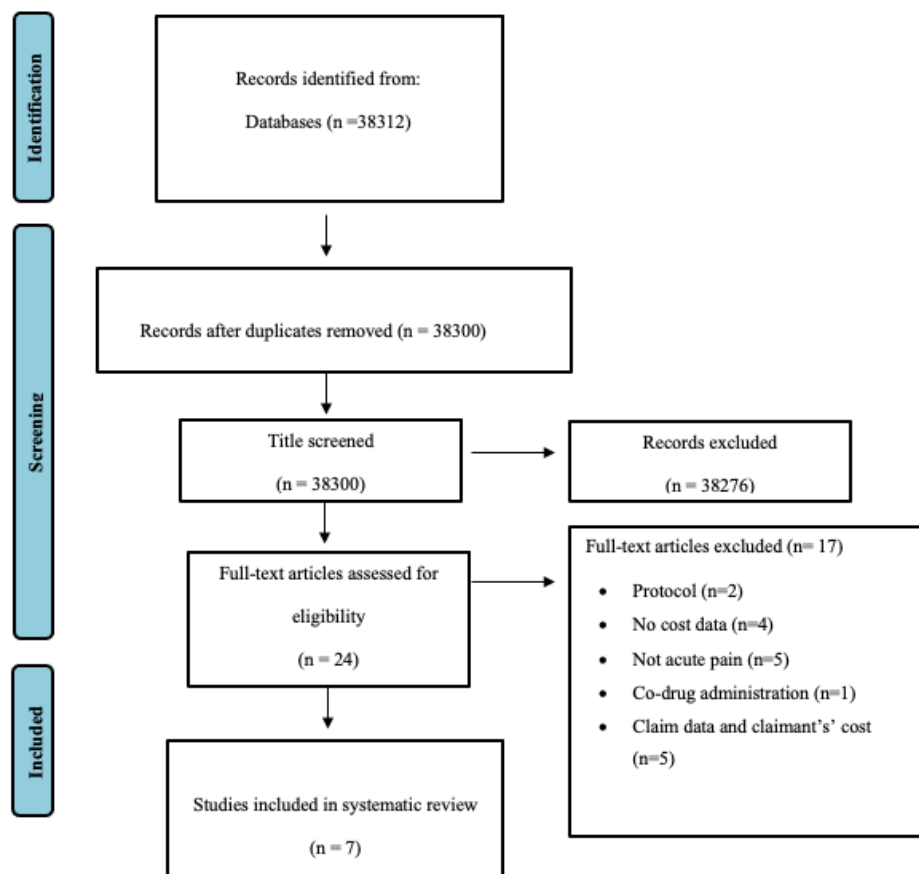 Identification
Records identified from:
Databases (n =38312)
Screening
Records after duplicates removed (n = 38300)
Title screened
(n = 38300)
Records excluded
(n = 38276)
Full-text articles assessed for
eligibility
(n = 24)
Full-text articles excluded (n= 17)
• Protocol (n=2)
• No cost data (n=4)
• Not acute pain (n=5)
• Co-drug administration (n=1)
• Claim data and claimant’s’ cost
(n=5)
Included
Studies included in systematic review
(n = 7)